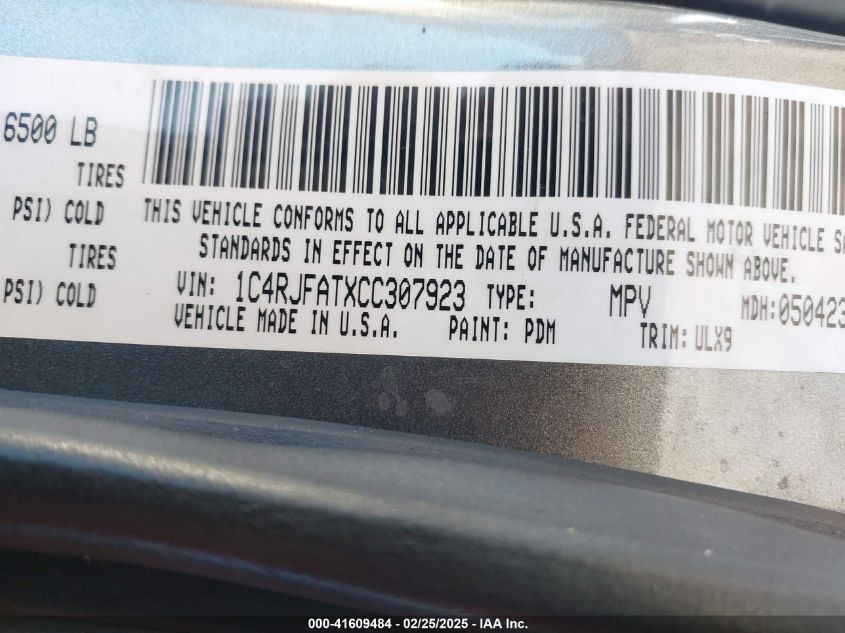 6500 LB
TIRES
PSI) COLD
THIS VEHICLE CONFORMS TO ALL APPLICABLE U.S.A. FEDERAL MOTOR VEHICLE SA
TIRES
STANDARDS IN EFFECT ON THE DATE OF MANUFACTURE SHOWN ABOVE.
PSI) COLD
VIN: 1C4RJFATXCC307923 TYPE: MPV MDH:050423
VEHICLE MADE IN U.S.A. PAINT: PDM TRIM: ULX9
000-41609484 - 02/25/2025 - IAA Inc.